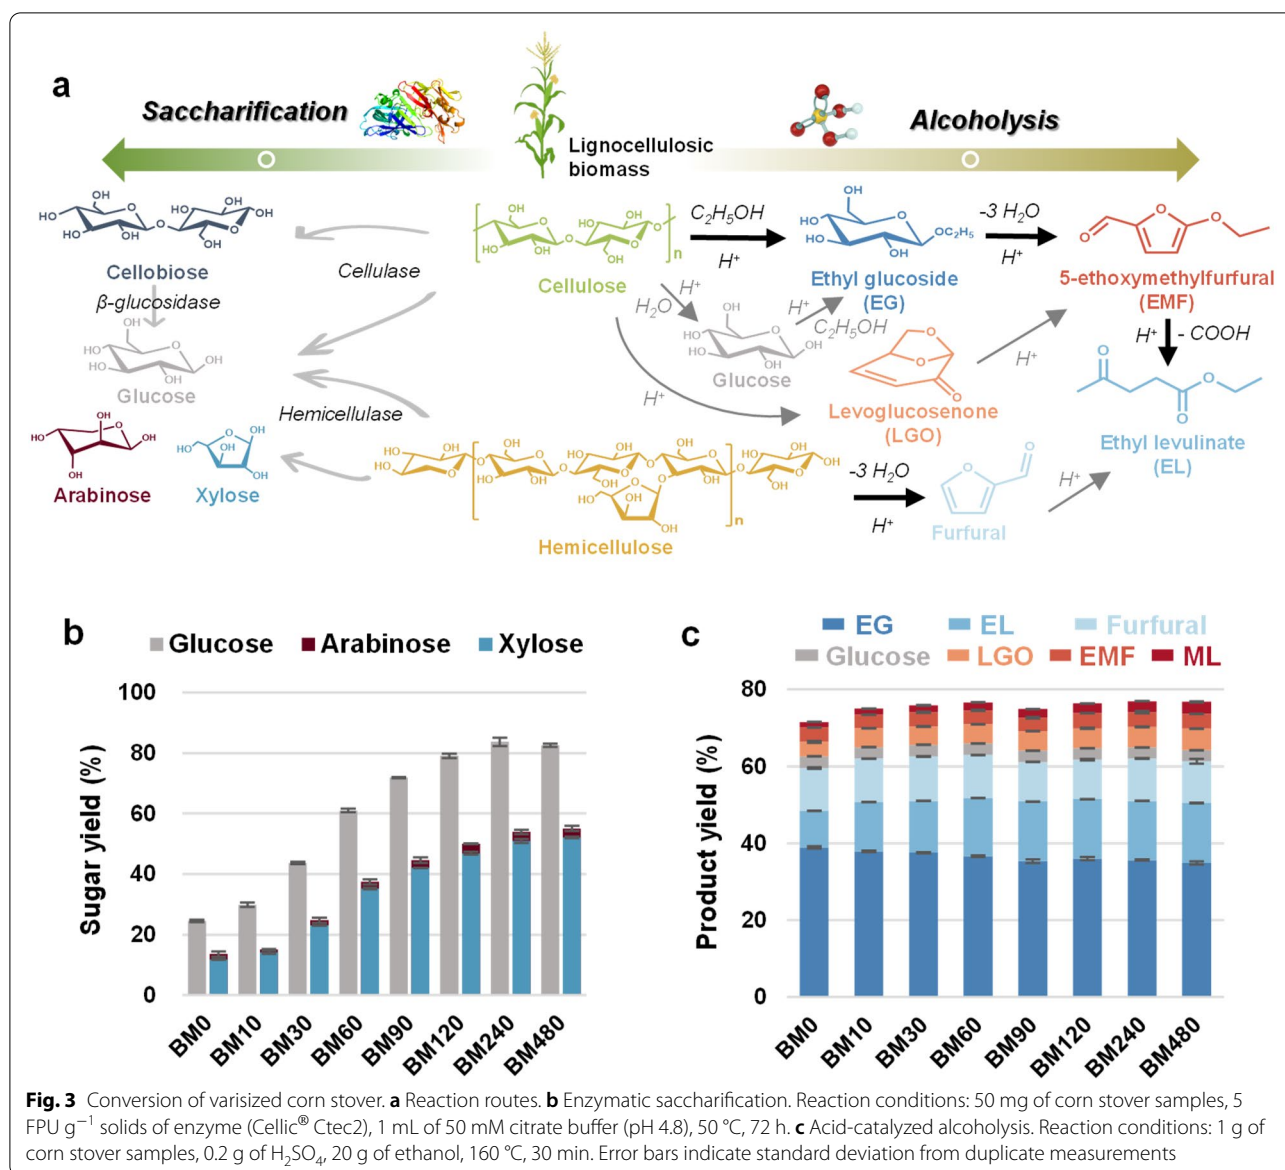 a
Saccharification
Alcoholysis
Lignocellulosic
biomass
Cellobiose
Cellulase
β-glucosidase
Glucose
Hemicellulase
Arabinose
Xylose
Cellulose
n
C₂H₅OH
H⁺
Ethyl glucoside
(EG)
OC₂H₅
-3 H₂O
H⁺
5-ethoxymethylfurfural
(EMF)
H⁺
- COOH
Ethyl levulinate
(EL)
H⁺
H₂O
Glucose
H⁺
C₂H₅OH
H⁺
Levoglucosenone
(LGO)
H⁺
Hemicellulose
n
-3 H₂O
H⁺
Furfural
H⁺
b
Glucose Arabinose Xylose
Sugar yield (%)
100
80
60
40
20
0
BM0 BM10 BM30 BM60 BM90 BM120 BM240 BM480
c
EG EL Furfural
Glucose LGO EMF ML
Product yield (%)
80
60
40
20
0
BM0 BM10 BM30 BM60 BM90 BM120 BM240 BM480
Fig. 3 Conversion of varisized corn stover. a Reaction routes. b Enzymatic saccharification. Reaction conditions: 50 mg of corn stover samples, 5
FPU g⁻¹ solids of enzyme (Cellic® Ctec2), 1 mL of 50 mM citrate buffer (pH 4.8), 50 °C, 72 h. c Acid-catalyzed alcoholysis. Reaction conditions: 1 g of
corn stover samples, 0.2 g of H₂SO₄, 20 g of ethanol, 160 °C, 30 min. Error bars indicate standard deviation from duplicate measurements